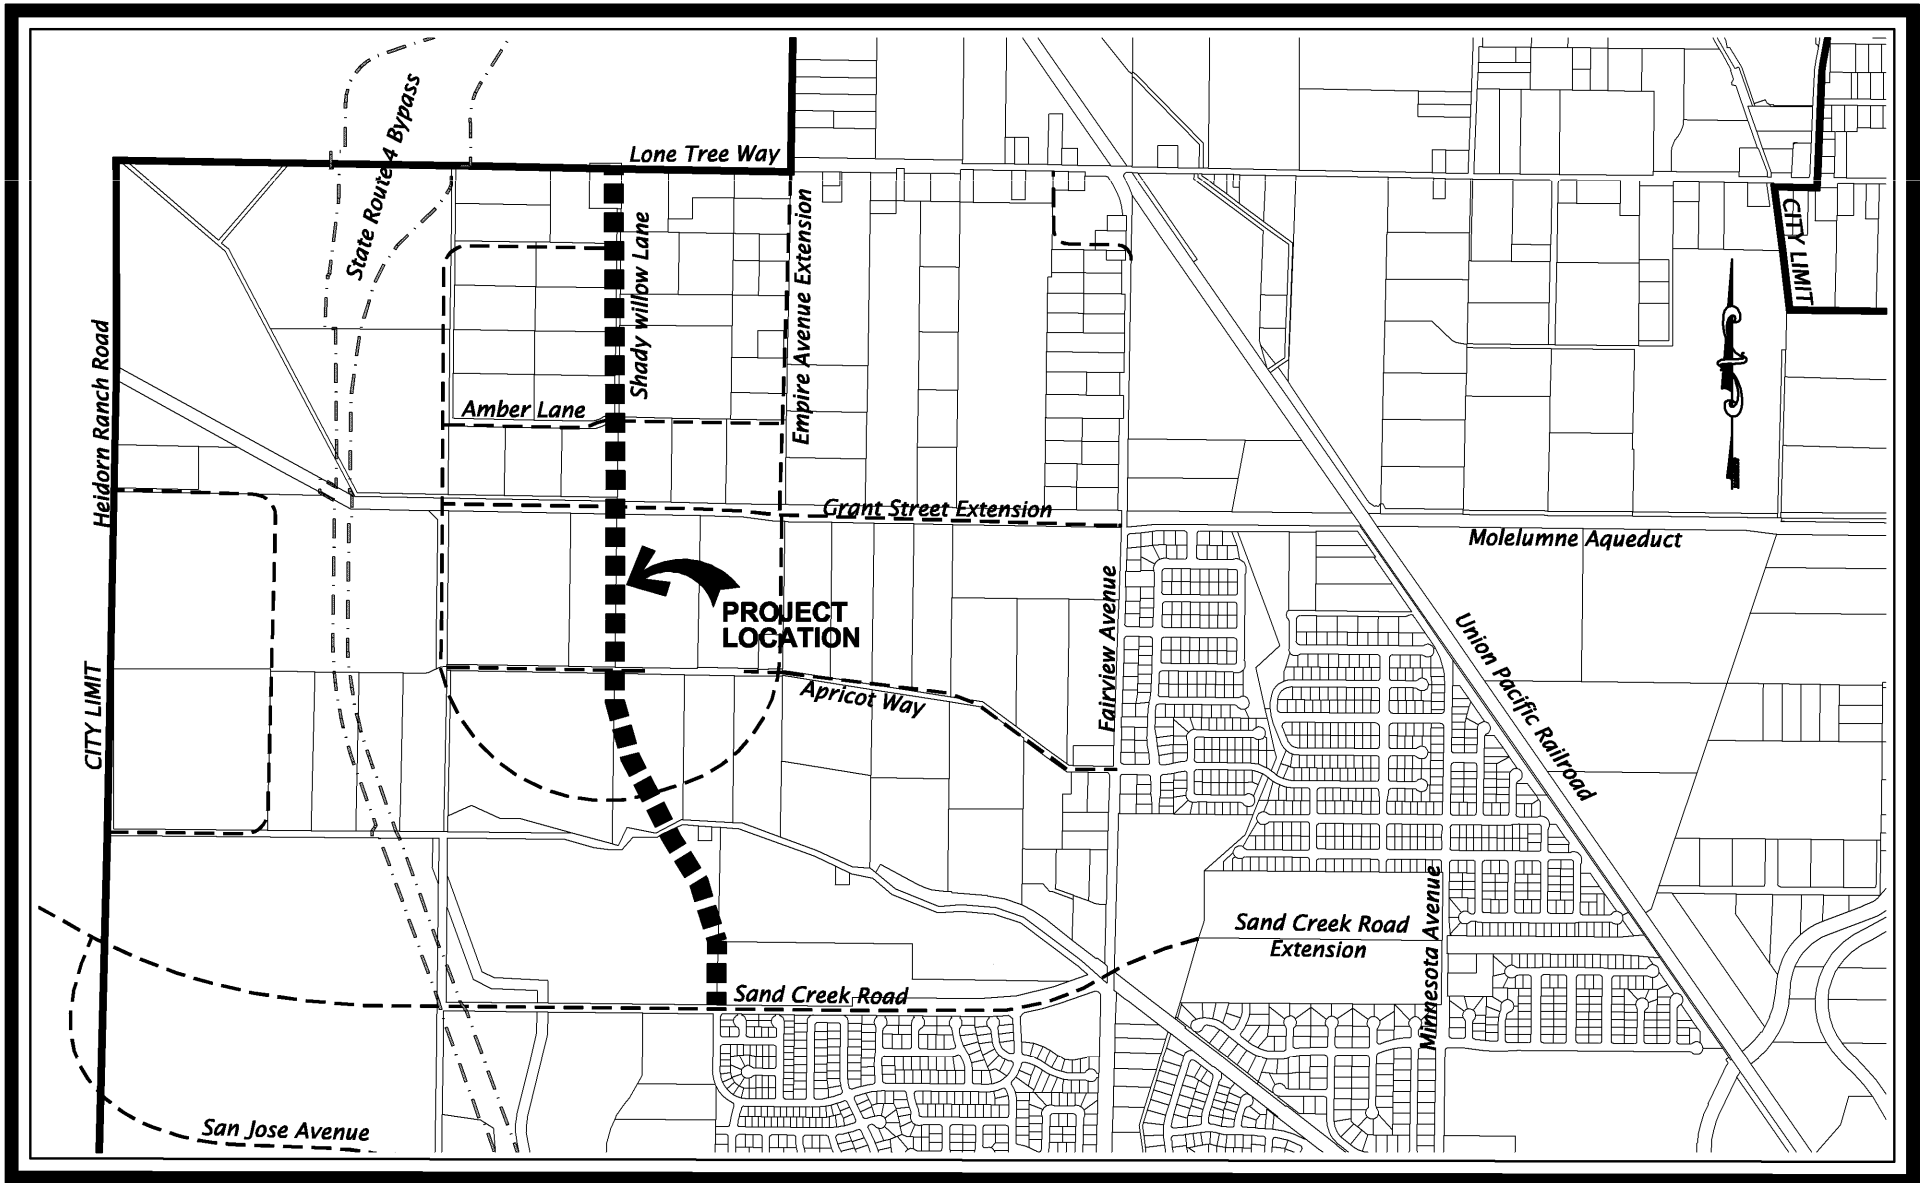 State Route 4 Bypass
Lone Tree Way
CITY LIMIT
Shady willow Lane
Empire Avenue Extension
Heidorn Ranch Road
Amber Lane
Grant Street Extension
Molelumne Aqueduct
PROJECT
LOCATION
Fairview Avenue
Union Pacific Railroad
CITY LIMIT
Apricot Way
Minnesota Avenue
Sand Creek Road
Extension
Sand Creek Road
San Jose Avenue